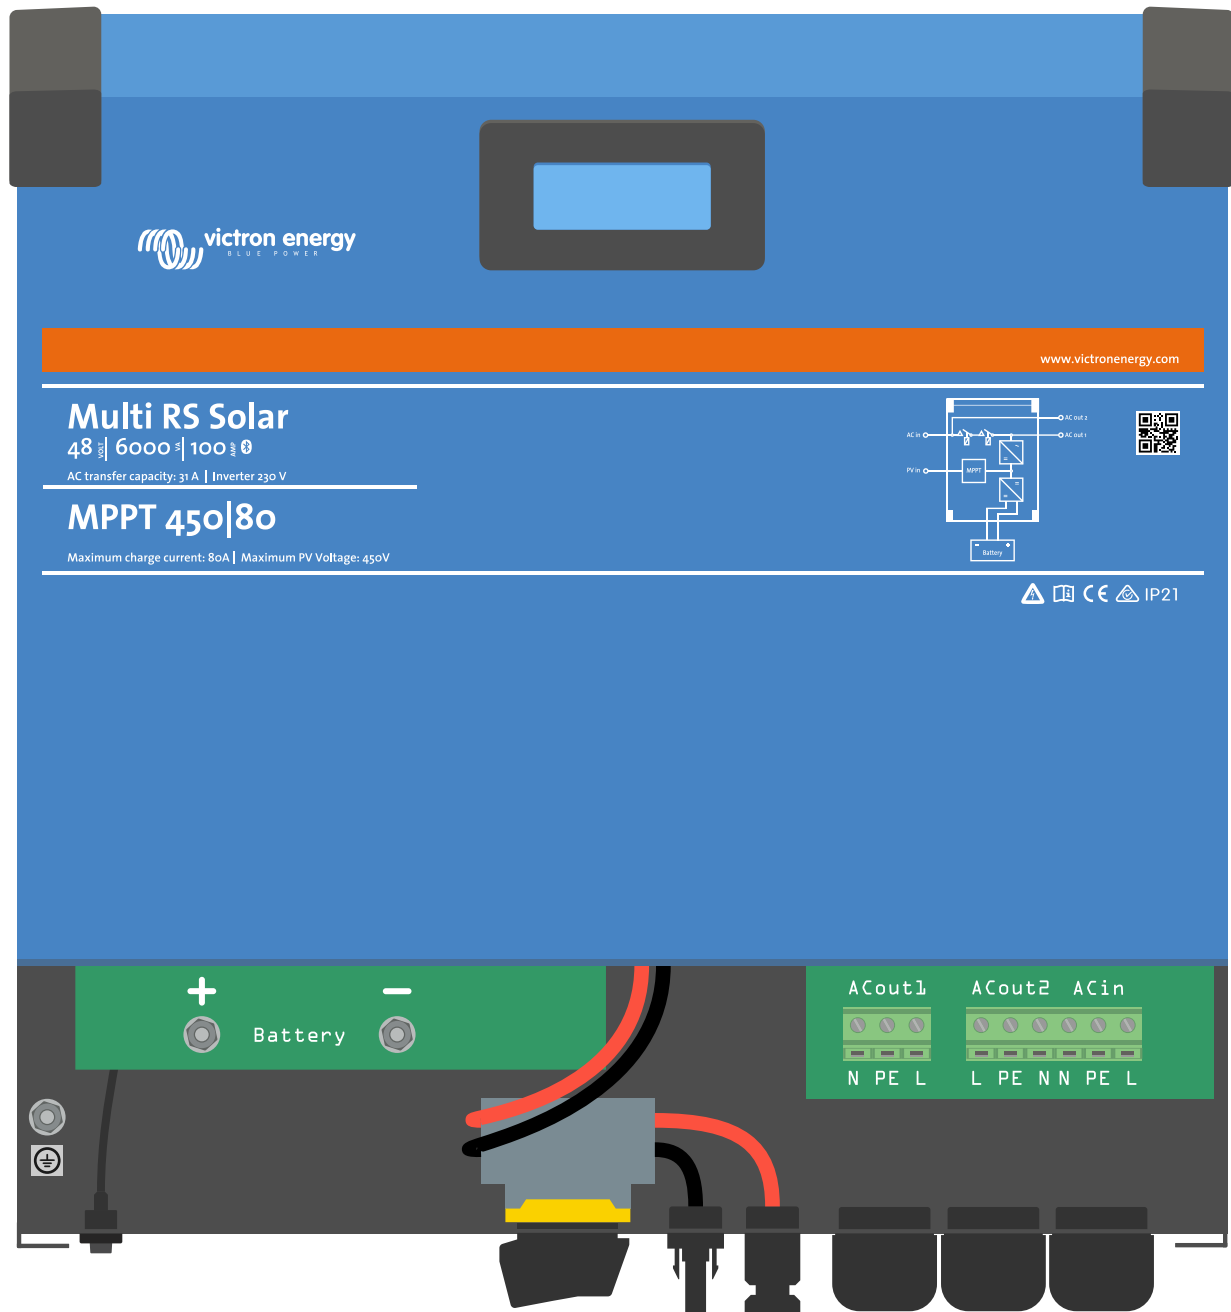 victron energy
BLUE POWER
www.victronenergy.com
Multi RS Solar
48 VOLT | 6000 VA | 100 AMP
AC transfer capacity: 31 A | Inverter 230 V
MPPT 450|80
Maximum charge current: 80A | Maximum PV Voltage: 450V
AC out 2
AC in
AC out 1
PV in
MPPT
Battery
CE IP21
+ −
Battery
ACout1 ACout2 ACin
N PE L L PE N N PE L